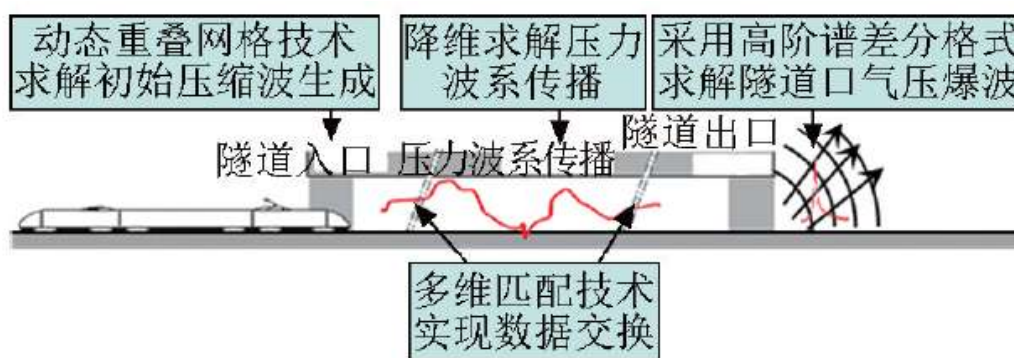 动态重叠网格技术
求解初始压缩波生成
降维求解压力
波系传播
采用高阶谱差分格式
求解隧道口气压爆波
隧道入口
压力波系传播
隧道出口
多维匹配技术
实现数据交换